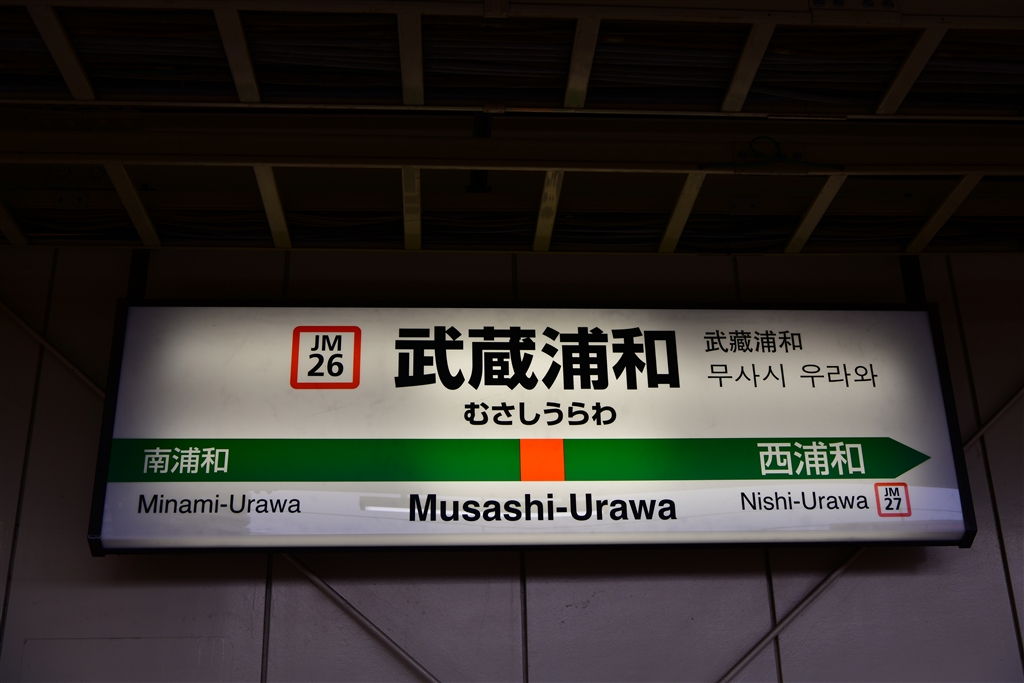 JM
26
武蔵浦和
むさしうらわ
武藏浦和
무사시 우라와
南浦和
西浦和
Minami-Urawa
Musashi-Urawa
Nishi-Urawa
JM
27